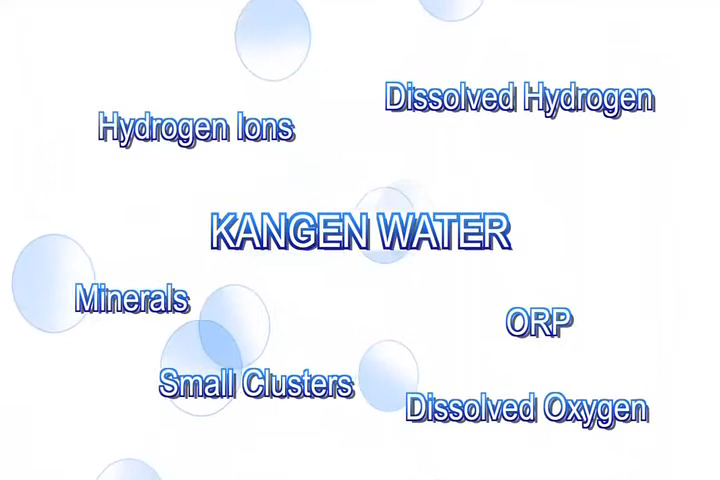 Dissolved Hydrogen
Hydrogen Ions
KANGEN WATER
Minerals
ORP
Small Clusters
Dissolved Oxygen